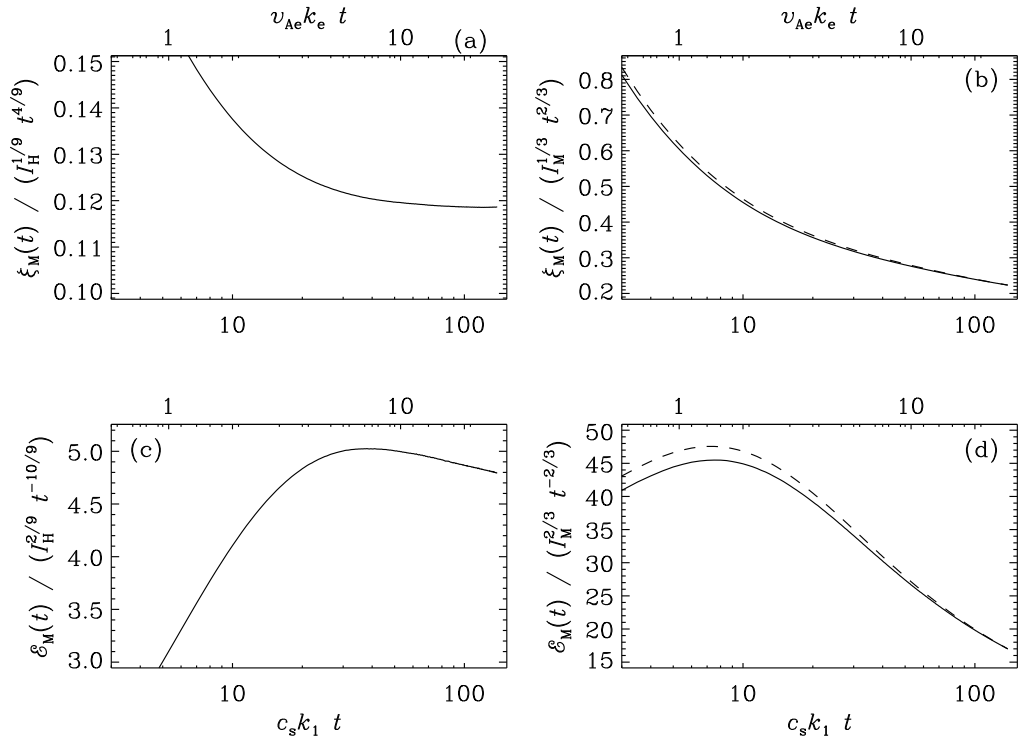 υ_Ae k_e t
1 10
(a)
0.15
0.14
0.13
0.12
0.11
0.10
ξ_M(t) / (I_H^{1/9} t^{4/9})
10 100
υ_Ae k_e t
1 10
(b)
0.8
0.7
0.6
0.5
0.4
0.3
0.2
ξ_M(t) / (I_M^{1/3} t^{2/3})
10 100
1 10
(c)
5.0
4.5
4.0
3.5
3.0
ℰ_M(t) / (I_H^{2/9} t^{-10/9})
10 100
c_s k_1 t
1 10
(d)
50
45
40
35
30
25
20
15
ℰ_M(t) / (I_M^{2/3} t^{-2/3})
10 100
c_s k_1 t